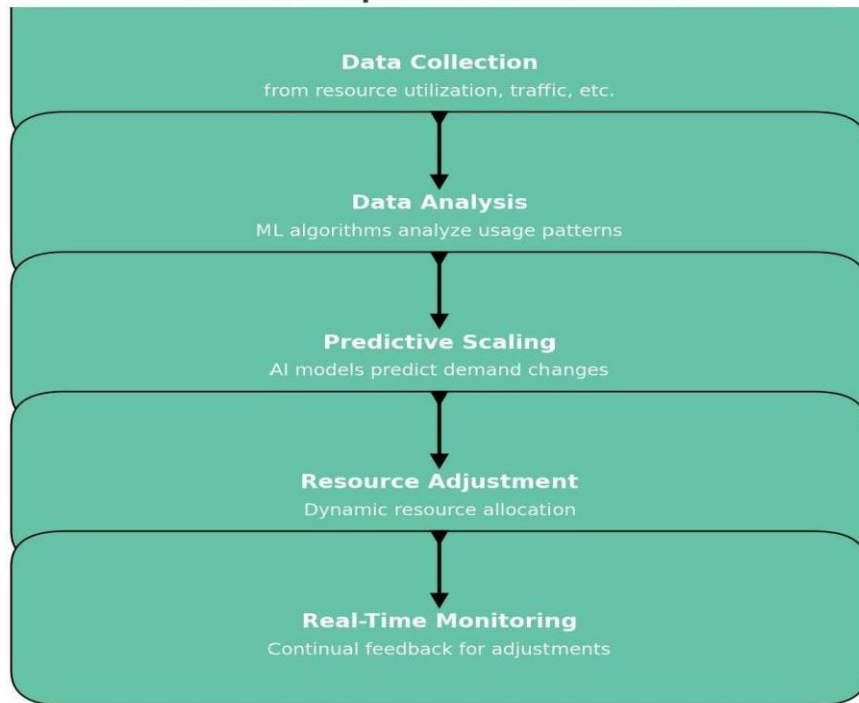 Data Collection
from resource utilization, traffic, etc.
Data Analysis
ML algorithms analyze usage patterns
Predictive Scaling
AI models predict demand changes
Resource Adjustment
Dynamic resource allocation
Real-Time Monitoring
Continual feedback for adjustments